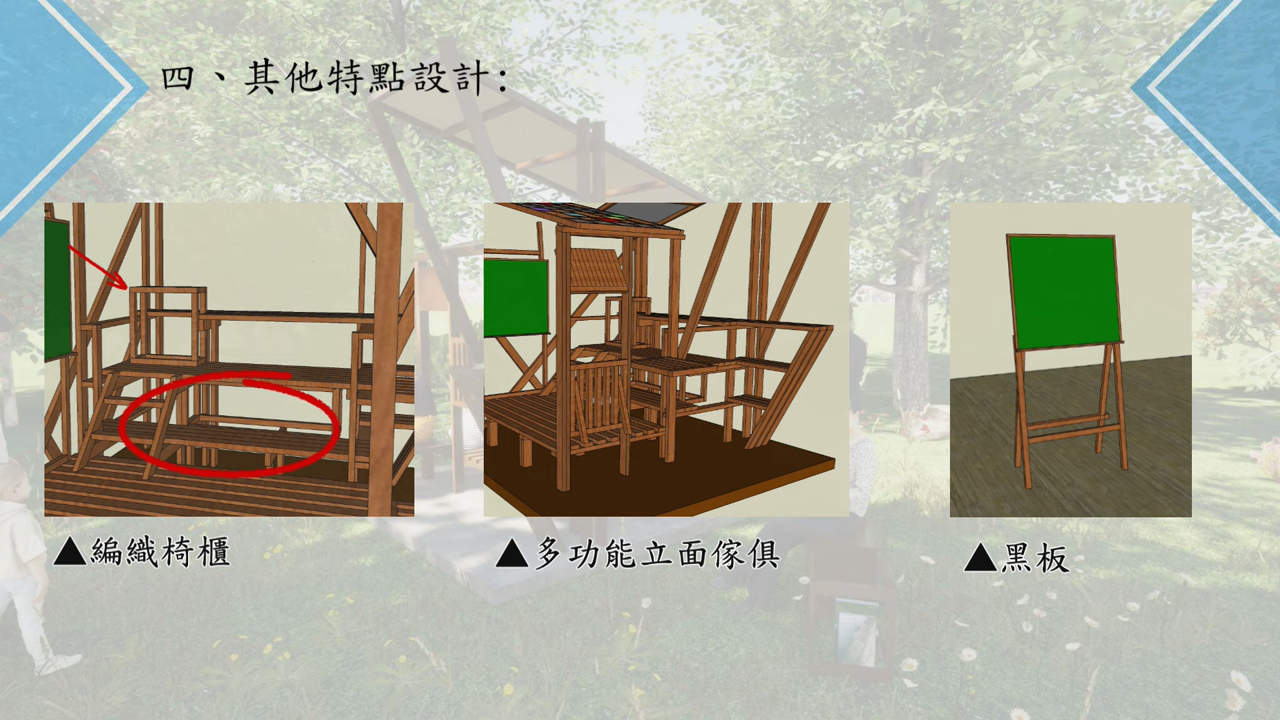 四、其他特點設計:
▲編織椅櫃
▲多功能立面傢俱
▲黑板